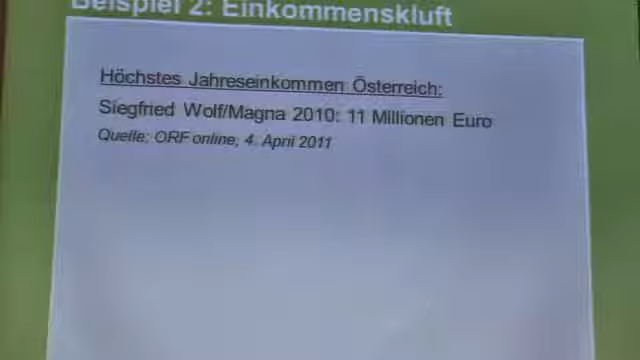 Beispiel 2: Einkommenskluft
Höchstes Jahreseinkommen Österreich:
Siegfried Wolf/Magna 2010: 11 Millionen Euro
Quelle: ORF online, 4. April 2011